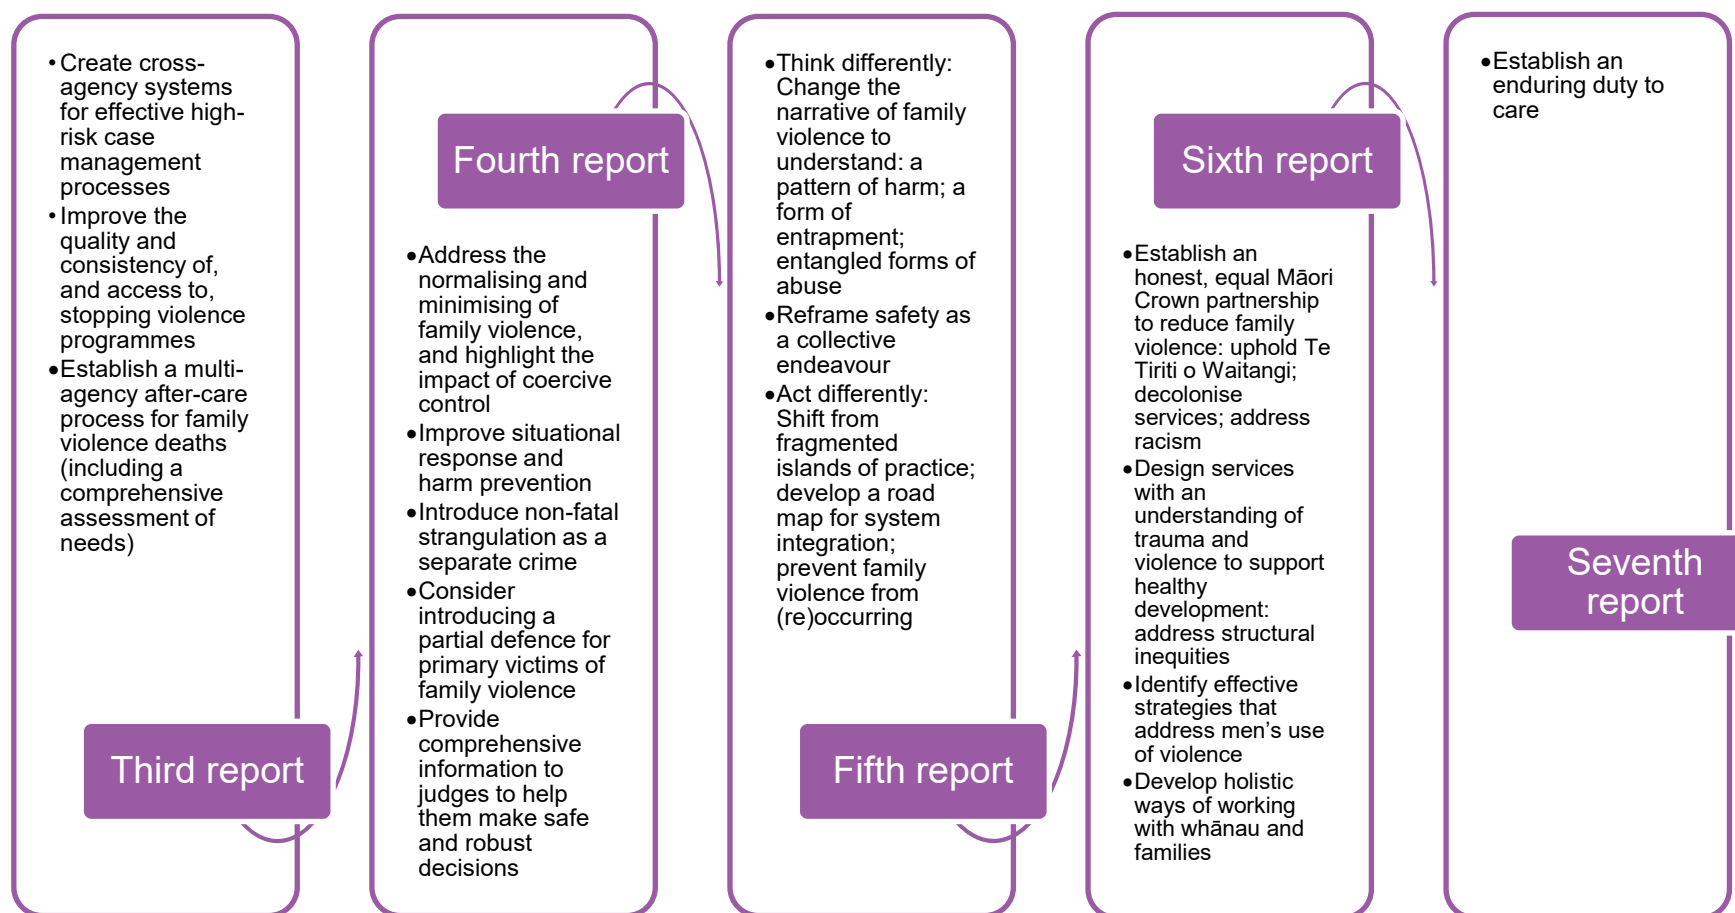 •Create cross-
agency systems
for effective high-
risk case
management
processes
•Improve the
quality and
consistency of,
and access to,
stopping violence
programmes
•Establish a multi-
agency after-care
process for family
violence deaths
(including a
comprehensive
assessment of
needs)
Third report
Fourth report
•Address the
normalising and
minimising of
family violence,
and highlight the
impact of coercive
control
•Improve situational
response and
harm prevention
•Introduce non-fatal
strangulation as a
separate crime
•Consider
introducing a
partial defence for
primary victims of
family violence
•Provide
comprehensive
information to
judges to help
them make safe
and robust
decisions
•Think differently:
Change the
narrative of family
violence to
understand: a
pattern of harm; a
form of
entrapment;
entangled forms of
abuse
•Reframe safety as
a collective
endeavour
•Act differently:
Shift from
fragmented
islands of practice;
develop a road
map for system
integration;
prevent family
violence from
(re)occurring
Fifth report
Sixth report
•Establish an
honest, equal Māori
Crown partnership
to reduce family
violence: uphold Te
Tiriti o Waitangi;
decolonise
services; address
racism
•Design services
with an
understanding of
trauma and
violence to support
healthy
development:
address structural
inequities
•Identify effective
strategies that
address men’s use
of violence
•Develop holistic
ways of working
with whānau and
families
•Establish an
enduring duty to
care
Seventh
report